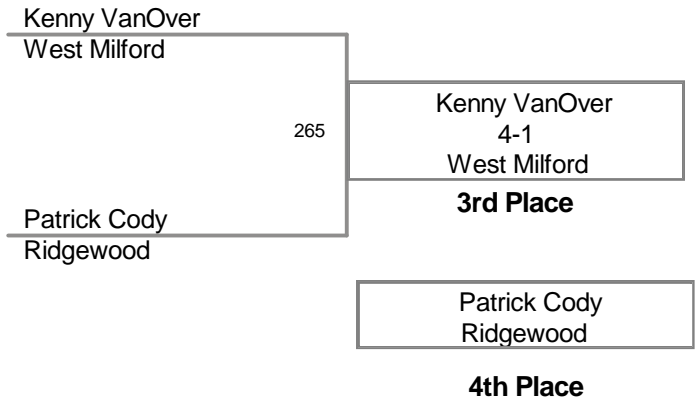 Kenny VanOver
West Milford
265
Kenny VanOver
4-1
West Milford
3rd Place
Patrick Cody
Ridgewood
Patrick Cody
Ridgewood
4th Place